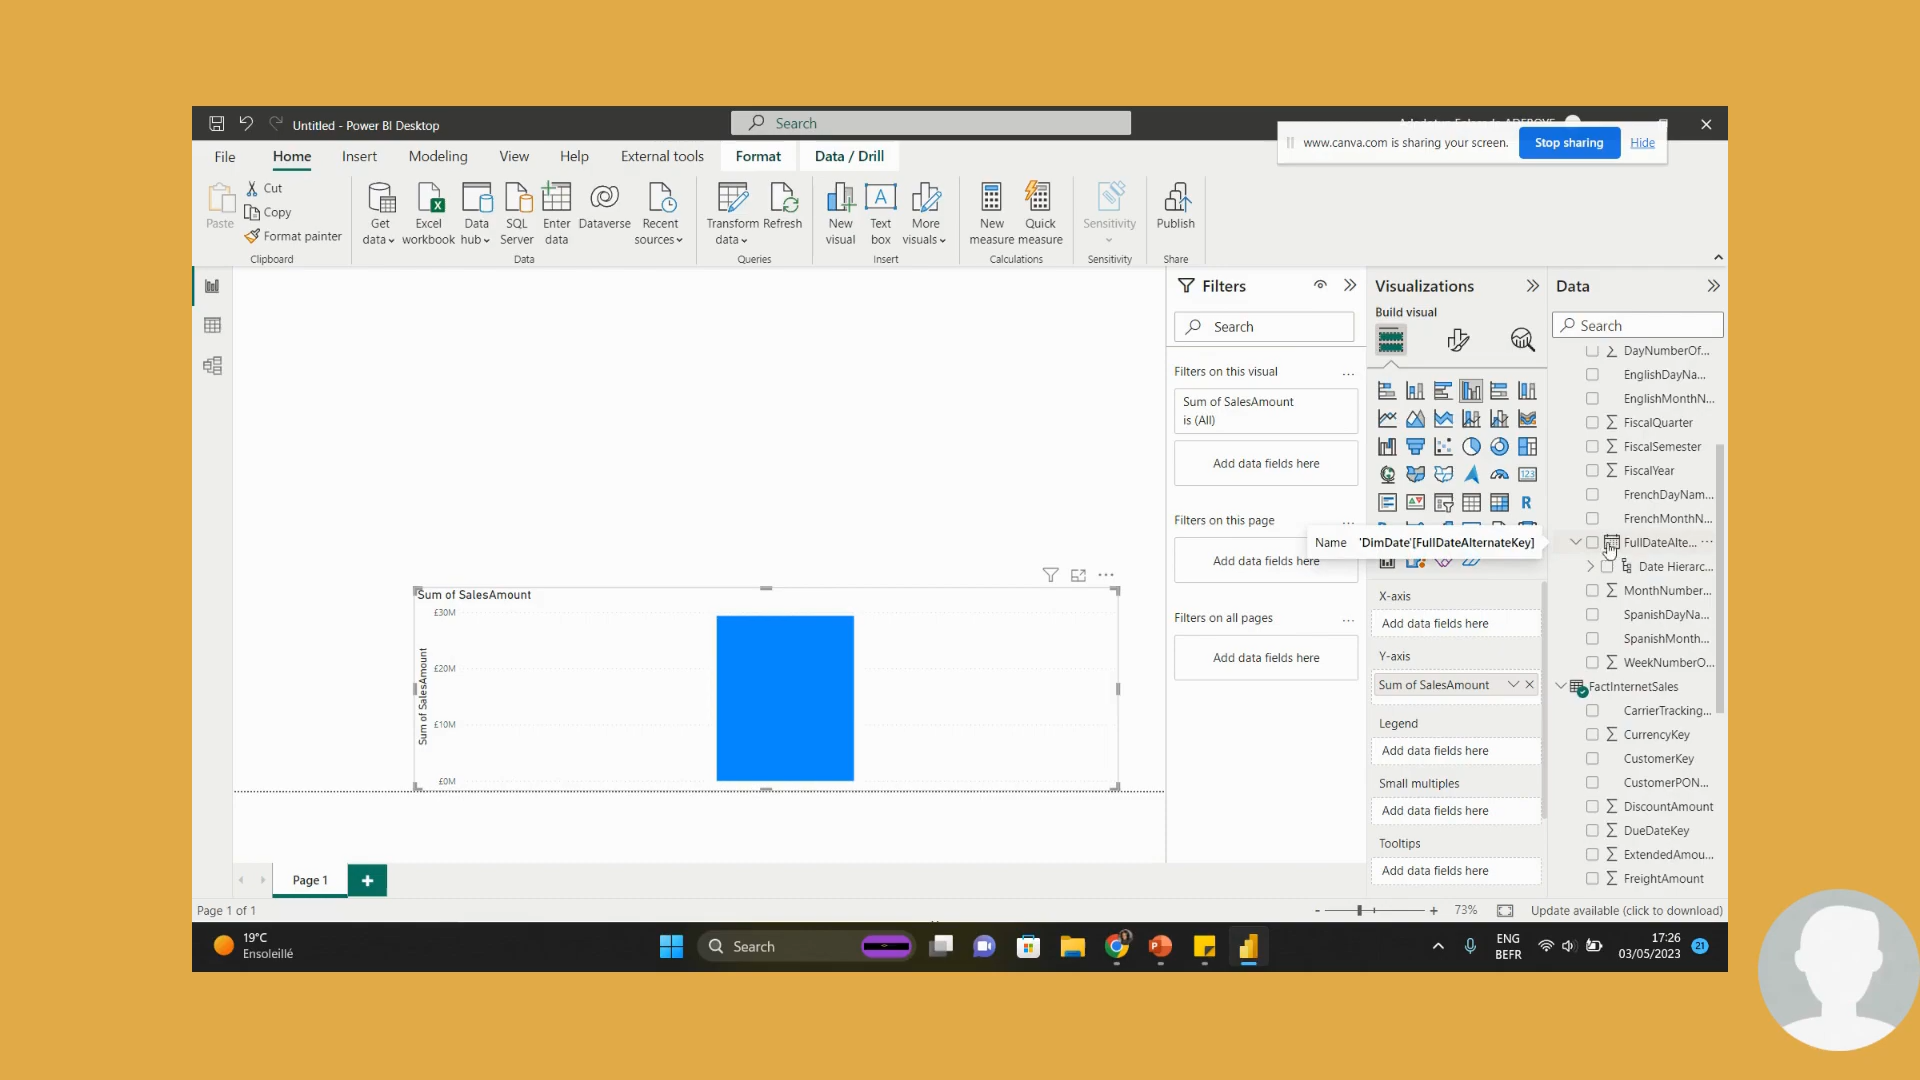 Untitled - Power BI Desktop
Search
www.canva.com is sharing your screen.
Stop sharing
Hide
File
Home
Insert
Modeling
View
Help
External tools
Format
Data / Drill
Paste
Cut
Copy
Format painter
Clipboard
Get data
Excel workbook
Data hub
SQL Server
Enter data
Dataverse
Recent sources
Data
Transform data
Refresh
Queries
New visual
Text box
More visuals
Insert
New measure
Quick measure
Calculations
Sensitivity
Sensitivity
Publish
Share
Sum of SalesAmount
Sum of SalesAmount
£30M
£20M
£10M
£0M
Filters
Search
Filters on this visual
Sum of SalesAmount
is (All)
Add data fields here
Filters on this page
Add data fields here
Filters on all pages
Add data fields here
Visualizations
Build visual
Name 'DimDate'[FullDateAlternateKey]
X-axis
Add data fields here
Y-axis
Sum of SalesAmount
Legend
Add data fields here
Small multiples
Add data fields here
Tooltips
Add data fields here
Data
Search
DayNumberOf...
EnglishDayNa...
EnglishMonthN...
FiscalQuarter
FiscalSemester
FiscalYear
FrenchDayNam...
FrenchMonthN...
FullDateAlte...
Date Hierarc...
MonthNumber...
SpanishDayNa...
SpanishMonth...
WeekNumberO...
FactInternetSales
CarrierTracking...
CurrencyKey
CustomerKey
CustomerPON...
DiscountAmount
DueDateKey
ExtendedAmou...
FreightAmount
Page 1
Page 1 of 1
73%
Update available (click to download)
19°C
Ensoleillé
Search
ENG
BEFR
17:26
03/05/2023
21